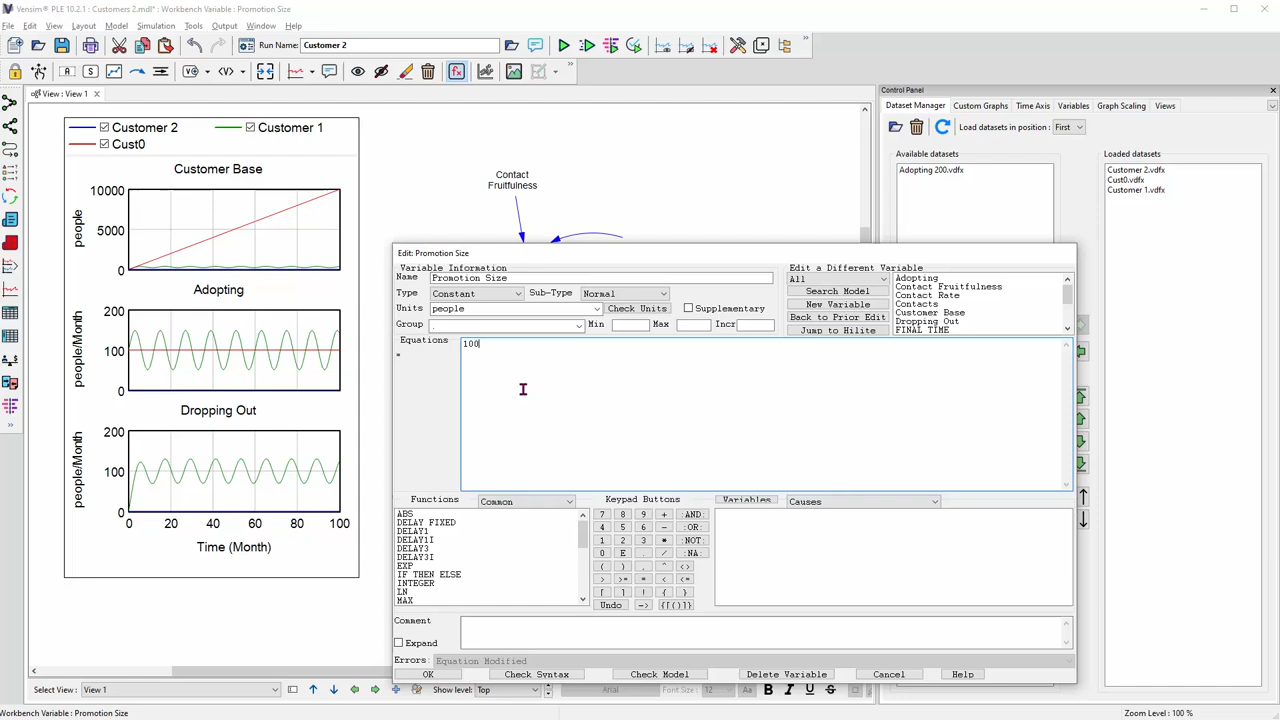 Vensim® PLE 10.2.1 : Customers 2.mdl* : Workbench Variable : Promotion Size
File Edit View Layout Model Simulation Tools Output Window Help
Run Name: Customer 2
View : View 1
Control Panel
Dataset Manager Custom Graphs Time Axis Variables Graph Scaling Views
Load datasets in position : First
Available datasets Loaded datasets
Adopting 200.vdfx
Customer 2.vdfx
Cust0.vdfx
Customer 1.vdfx
Customer 2 Customer 1
Cust0
Customer Base
10000
5000
0
people
Adopting
200
100
0
people/Month
Dropping Out
200
100
0
people/Month
0 20 40 60 80 100
Time (Month)
Contact
Fruitfulness
Edit: Promotion Size
Variable Information
Name Promotion Size
Type Constant Sub-Type Normal
Units people Check Units Supplementary
Group . Min Max Incr
Edit a Different Variable
All
Search Model
New Variable
Back to Prior Edit
Jump to Hilite
Adopting
Contact Fruitfulness
Contact Rate
Contacts
Customer Base
Dropping Out
FINAL TIME
Equations
=
100
Functions Common
ABS
DELAY FIXED
DELAY1
DELAY1I
DELAY3
DELAY3I
EXP
IF THEN ELSE
INTEGER
LN
MAX
Keypad Buttons
7 8 9 + :AND:
4 5 6 - :OR:
1 2 3 * :NOT:
0 E . / :NA:
( ) , ^ <>
> >= = < <=
[ ] ! { }
Undo -> {[()]}
Variables Causes
Comment
Expand
Errors: Equation Modified
OK Check Syntax Check Model Delete Variable Cancel Help
Select View : View 1 Show level: Top Arial Font Size: 12 Aa B I U S
Workbench Variable : Promotion Size Zoom Level : 100 %